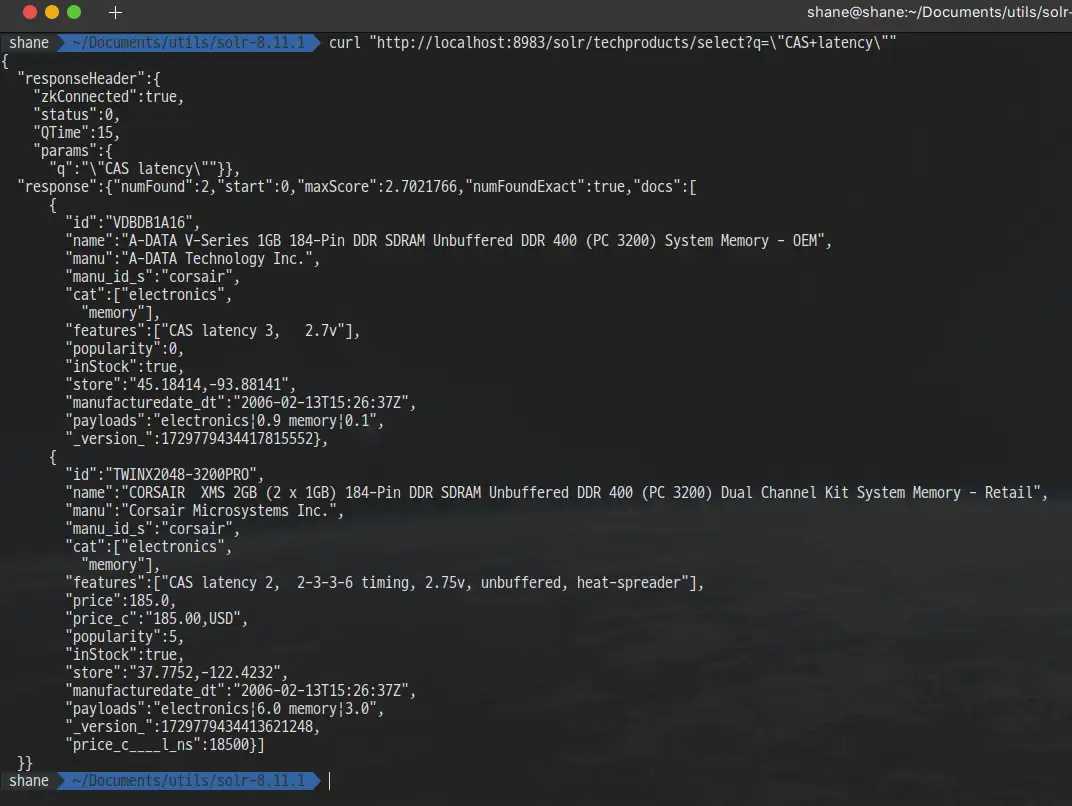 shane@shane:~/Documents/utils/solr-
shane ~/Documents/utils/solr-8.11.1 curl "http://localhost:8983/solr/techproducts/select?q=\"CAS+latency\""
{
  "responseHeader":{
    "zkConnected":true,
    "status":0,
    "QTime":15,
    "params":{
      "q":"\"CAS latency\""}},
  "response":{"numFound":2,"start":0,"maxScore":2.7021766,"numFoundExact":true,"docs":[
      {
        "id":"VDBDB1A16",
        "name":"A-DATA V-Series 1GB 184-Pin DDR SDRAM Unbuffered DDR 400 (PC 3200) System Memory - OEM",
        "manu":"A-DATA Technology Inc.",
        "manu_id_s":"corsair",
        "cat":["electronics",
          "memory"],
        "features":["CAS latency 3,   2.7v"],
        "popularity":0,
        "inStock":true,
        "store":"45.18414,-93.88141",
        "manufacturedate_dt":"2006-02-13T15:26:37Z",
        "payloads":"electronics|0.9 memory|0.1",
        "_version_":1729779434417815552},
      {
        "id":"TWINX2048-3200PRO",
        "name":"CORSAIR  XMS 2GB (2 x 1GB) 184-Pin DDR SDRAM Unbuffered DDR 400 (PC 3200) Dual Channel Kit System Memory - Retail",
        "manu":"Corsair Microsystems Inc.",
        "manu_id_s":"corsair",
        "cat":["electronics",
          "memory"],
        "features":["CAS latency 2,  2-3-3-6 timing, 2.75v, unbuffered, heat-spreader"],
        "price":185.0,
        "price_c":"185.00,USD",
        "popularity":5,
        "inStock":true,
        "store":"37.7752,-122.4232",
        "manufacturedate_dt":"2006-02-13T15:26:37Z",
        "payloads":"electronics|6.0 memory|3.0",
        "_version_":1729779434413621248,
        "price_c____l_ns":18500}]
  }}
shane ~/Documents/utils/solr-8.11.1